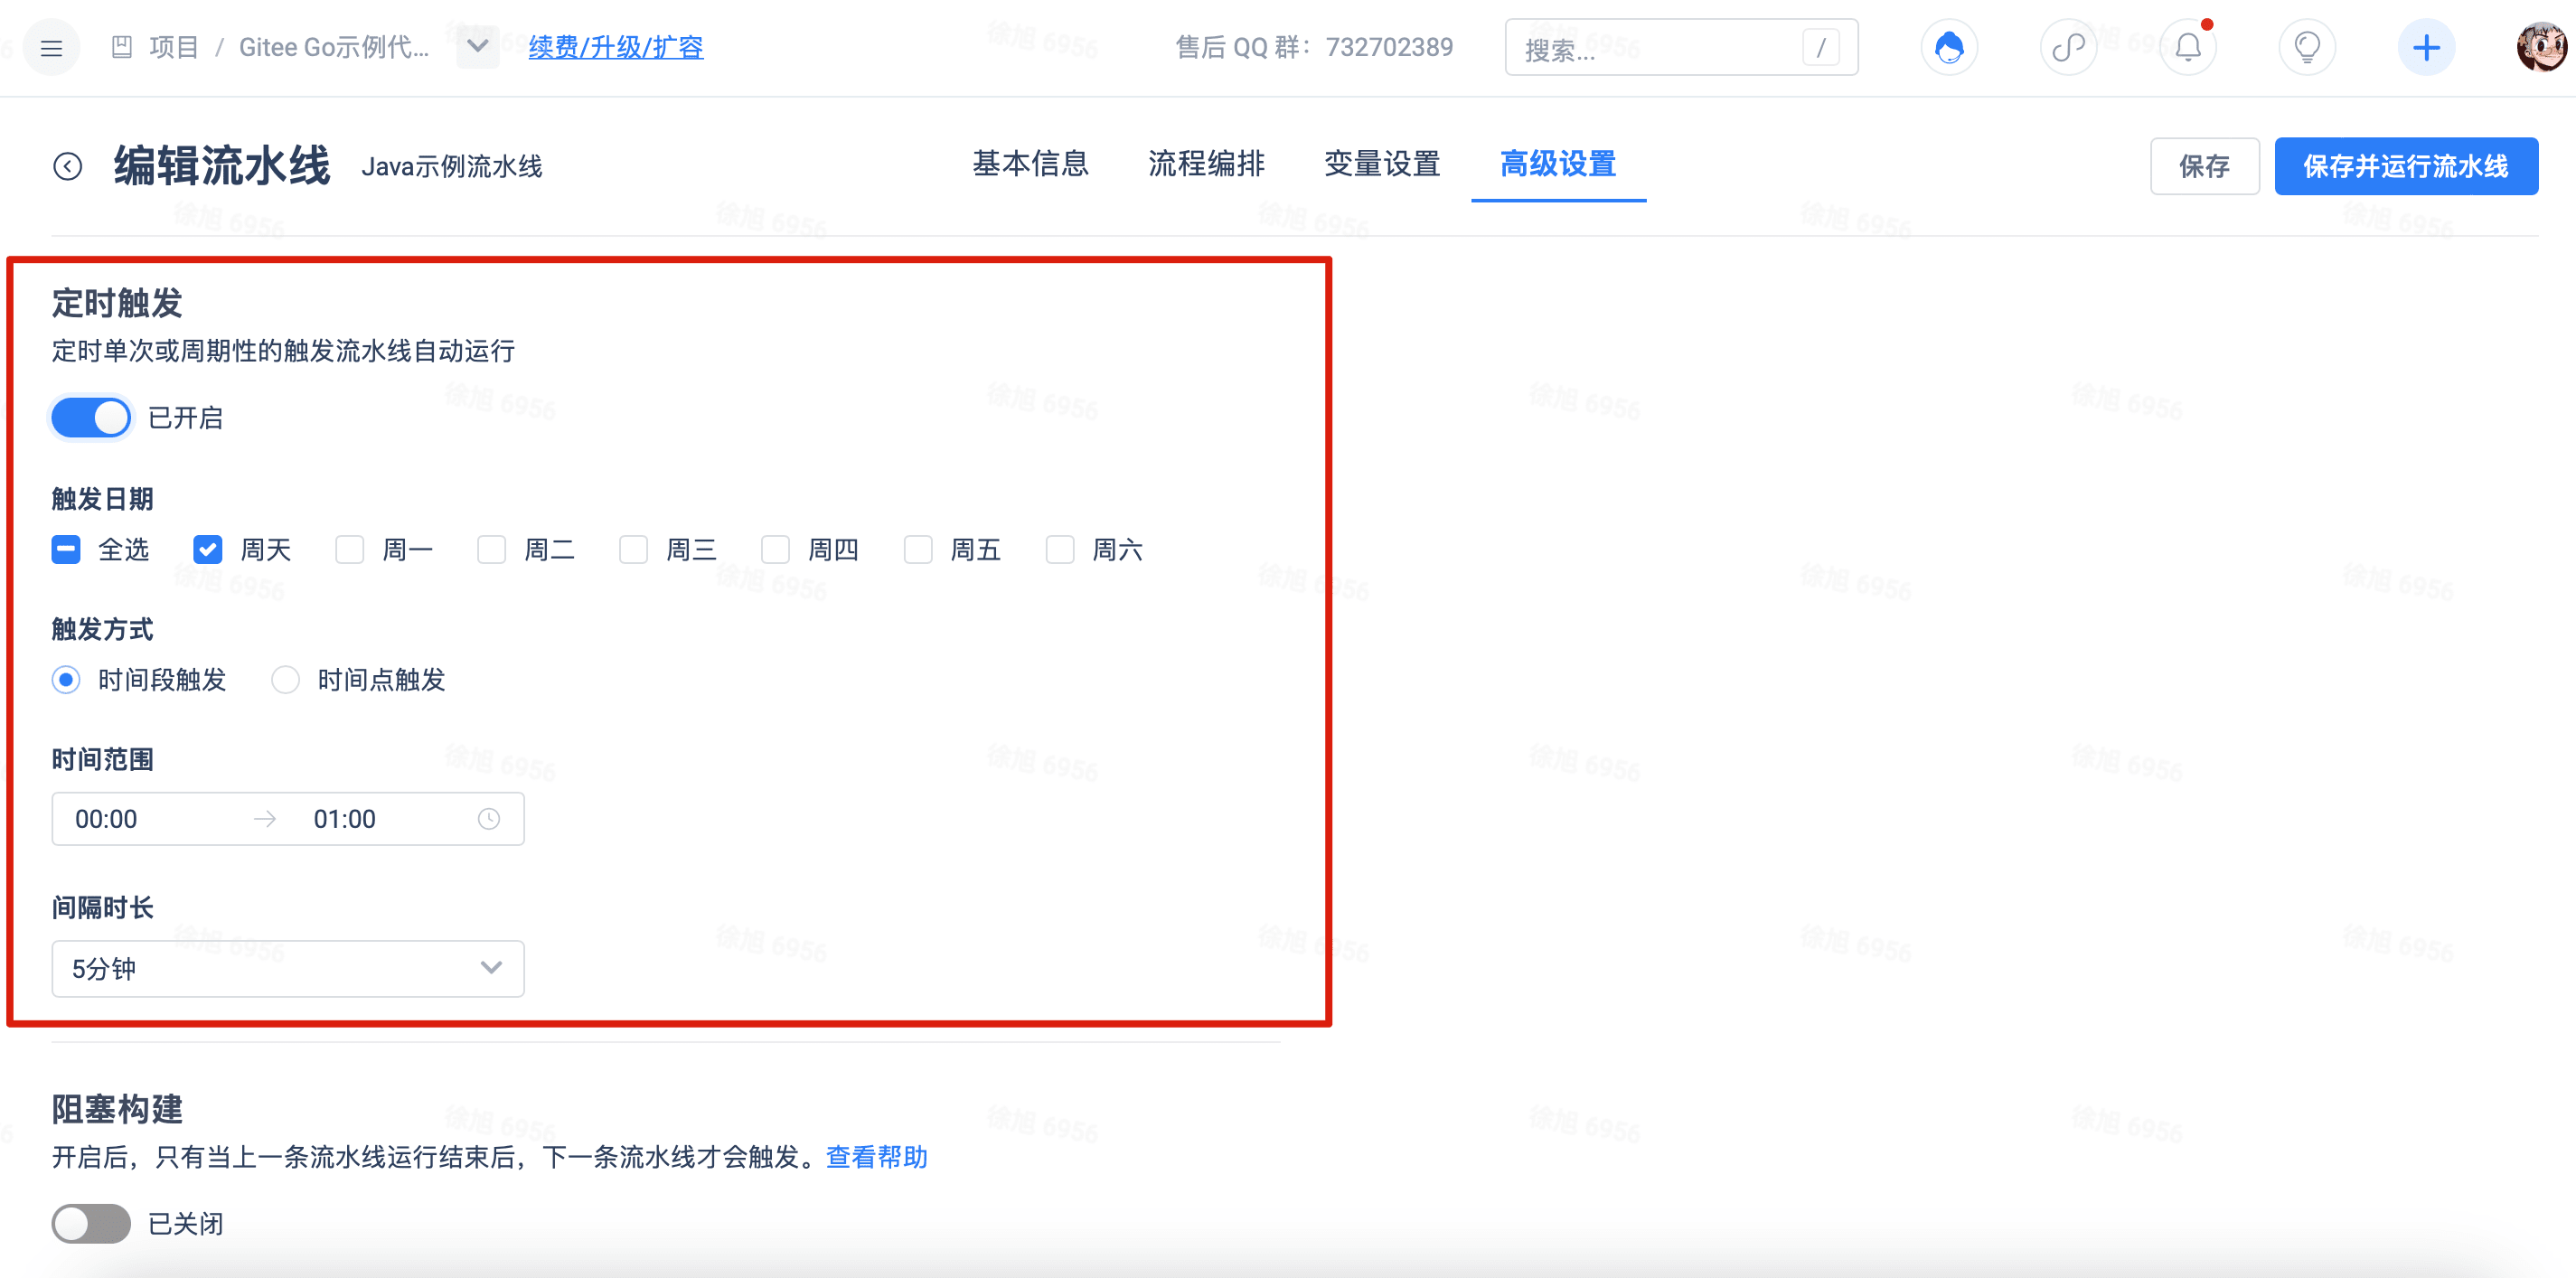 项目 / Gitee Go示例代... 续费/升级/扩容 售后 QQ 群：732702389 搜索... /
编辑流水线 Java示例流水线 基本信息 流程编排 变量设置 高级设置 保存 保存并运行流水线
定时触发
定时单次或周期性的触发流水线自动运行
已开启
触发日期
全选 周天 周一 周二 周三 周四 周五 周六
触发方式
时间段触发 时间点触发
时间范围
00:00 → 01:00
间隔时长
5分钟
阻塞构建
开启后，只有当上一条流水线运行结束后，下一条流水线才会触发。查看帮助
已关闭
徐旭 6956